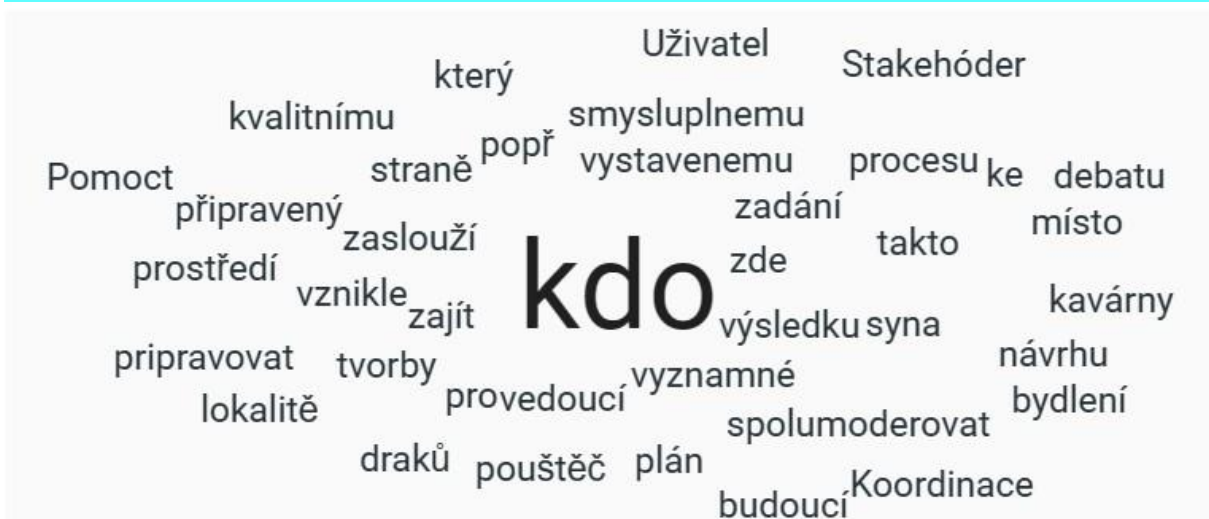 Uživatel
Stakehóder
který
smysluplnemu
kvalitnímu
popř
straně
vystavenemu
procesu
ke
debatu
Pomoct
připravený
zadání
místo
zaslouží
takto
kdo
zde
prostředí
vznikle
zajít
kavárny
výsledku
syna
pripravovat
tvorby
návrhu
provedoucí
vyznamné
lokalitě
bydlení
spolumoderovat
draků
pouštěč
plán
Koordinace
budoucí